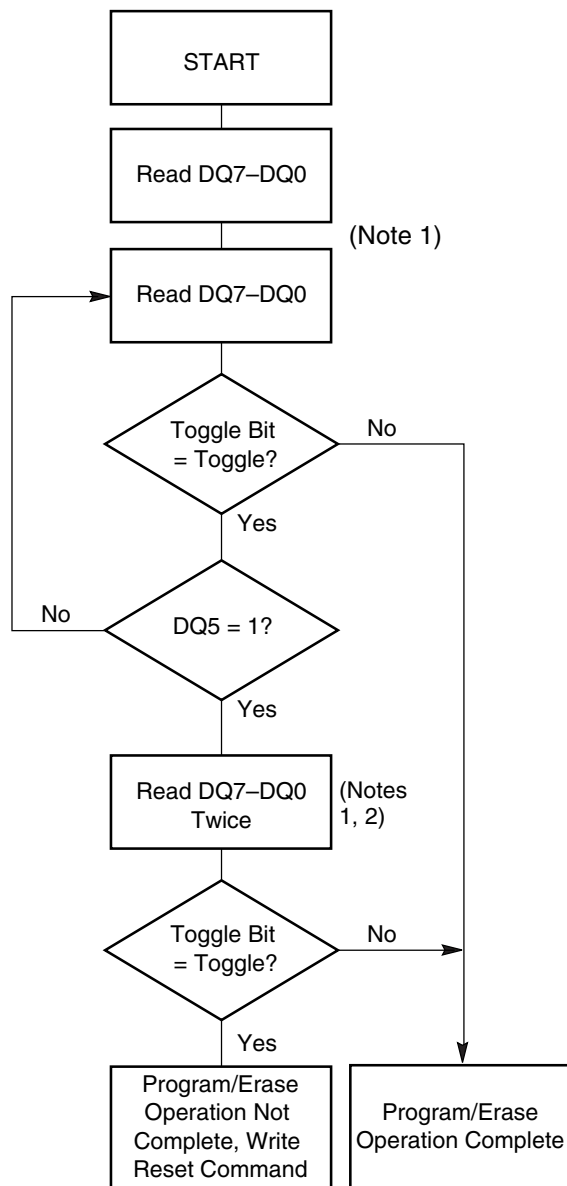 START
Read DQ7–DQ0
(Note 1)
Read DQ7–DQ0
Toggle Bit
= Toggle?
No
Yes
No
DQ5 = 1?
Yes
Read DQ7–DQ0
Twice
(Notes
1, 2)
Toggle Bit
= Toggle?
No
Yes
Program/Erase
Operation Not
Complete, Write
Reset Command
Program/Erase
Operation Complete